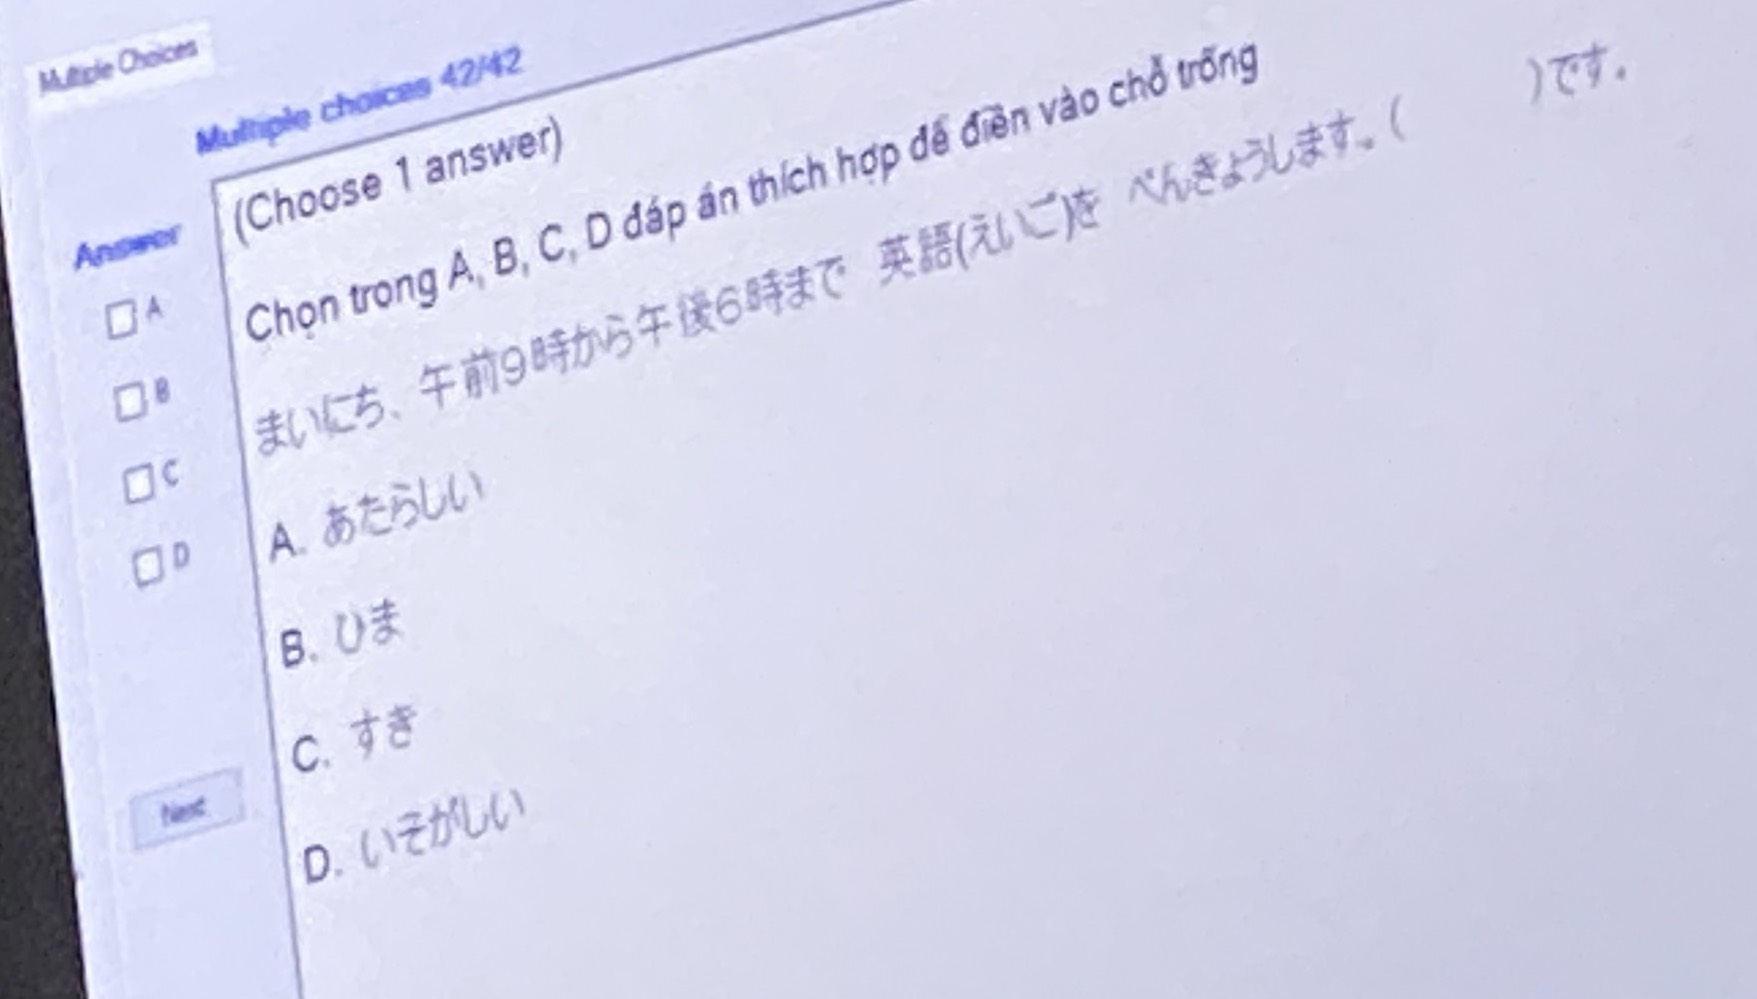 Multiple Choices
Multiple choices 42/42
Answer
A
B
C
D
Next
(Choose 1 answer)
Chọn trong A, B, C, D đáp án thích hợp để điền vào chỗ trống
まいにち、午前9時から午後6時まで 英語(えいご)を べんきょうします。( )です。
A. あたらしい
B. ひま
C. すき
D. いそがしい